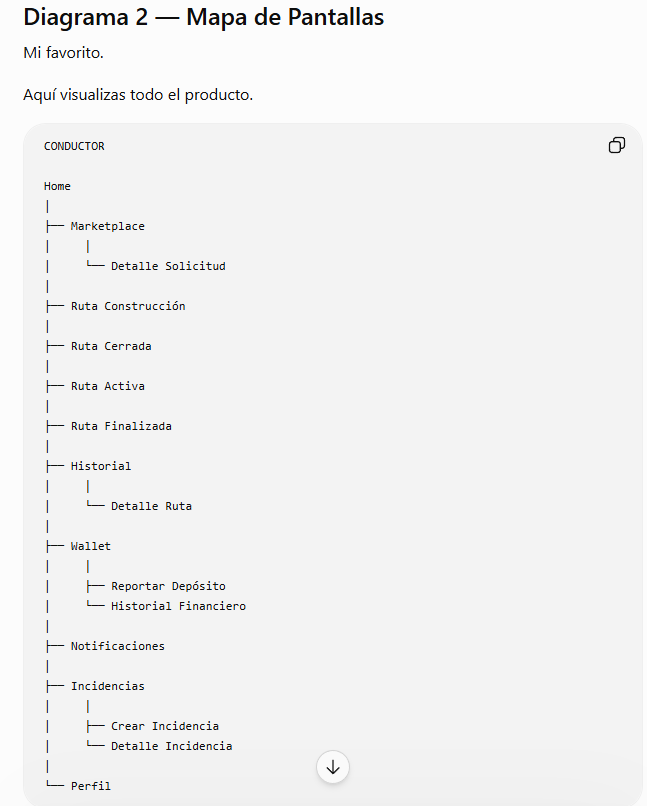 Diagrama 2 — Mapa de Pantallas
Mi favorito.
Aquí visualizas todo el producto.
CONDUCTOR
Home
│
├── Marketplace
│     │
│     └── Detalle Solicitud
│
├── Ruta Construcción
│
├── Ruta Cerrada
│
├── Ruta Activa
│
├── Ruta Finalizada
│
├── Historial
│     │
│     └── Detalle Ruta
│
├── Wallet
│     │
│     ├── Reportar Depósito
│     └── Historial Financiero
│
├── Notificaciones
│
├── Incidencias
│     │
│     ├── Crear Incidencia
│     └── Detalle Incidencia
│
└── Perfil